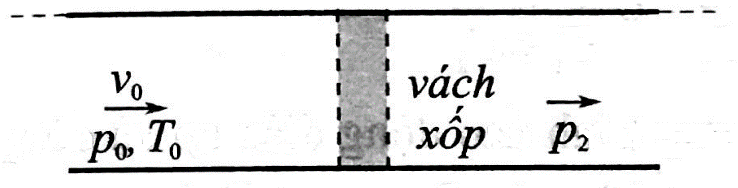 v₀
p₀, T₀
vách
xốp
p₂